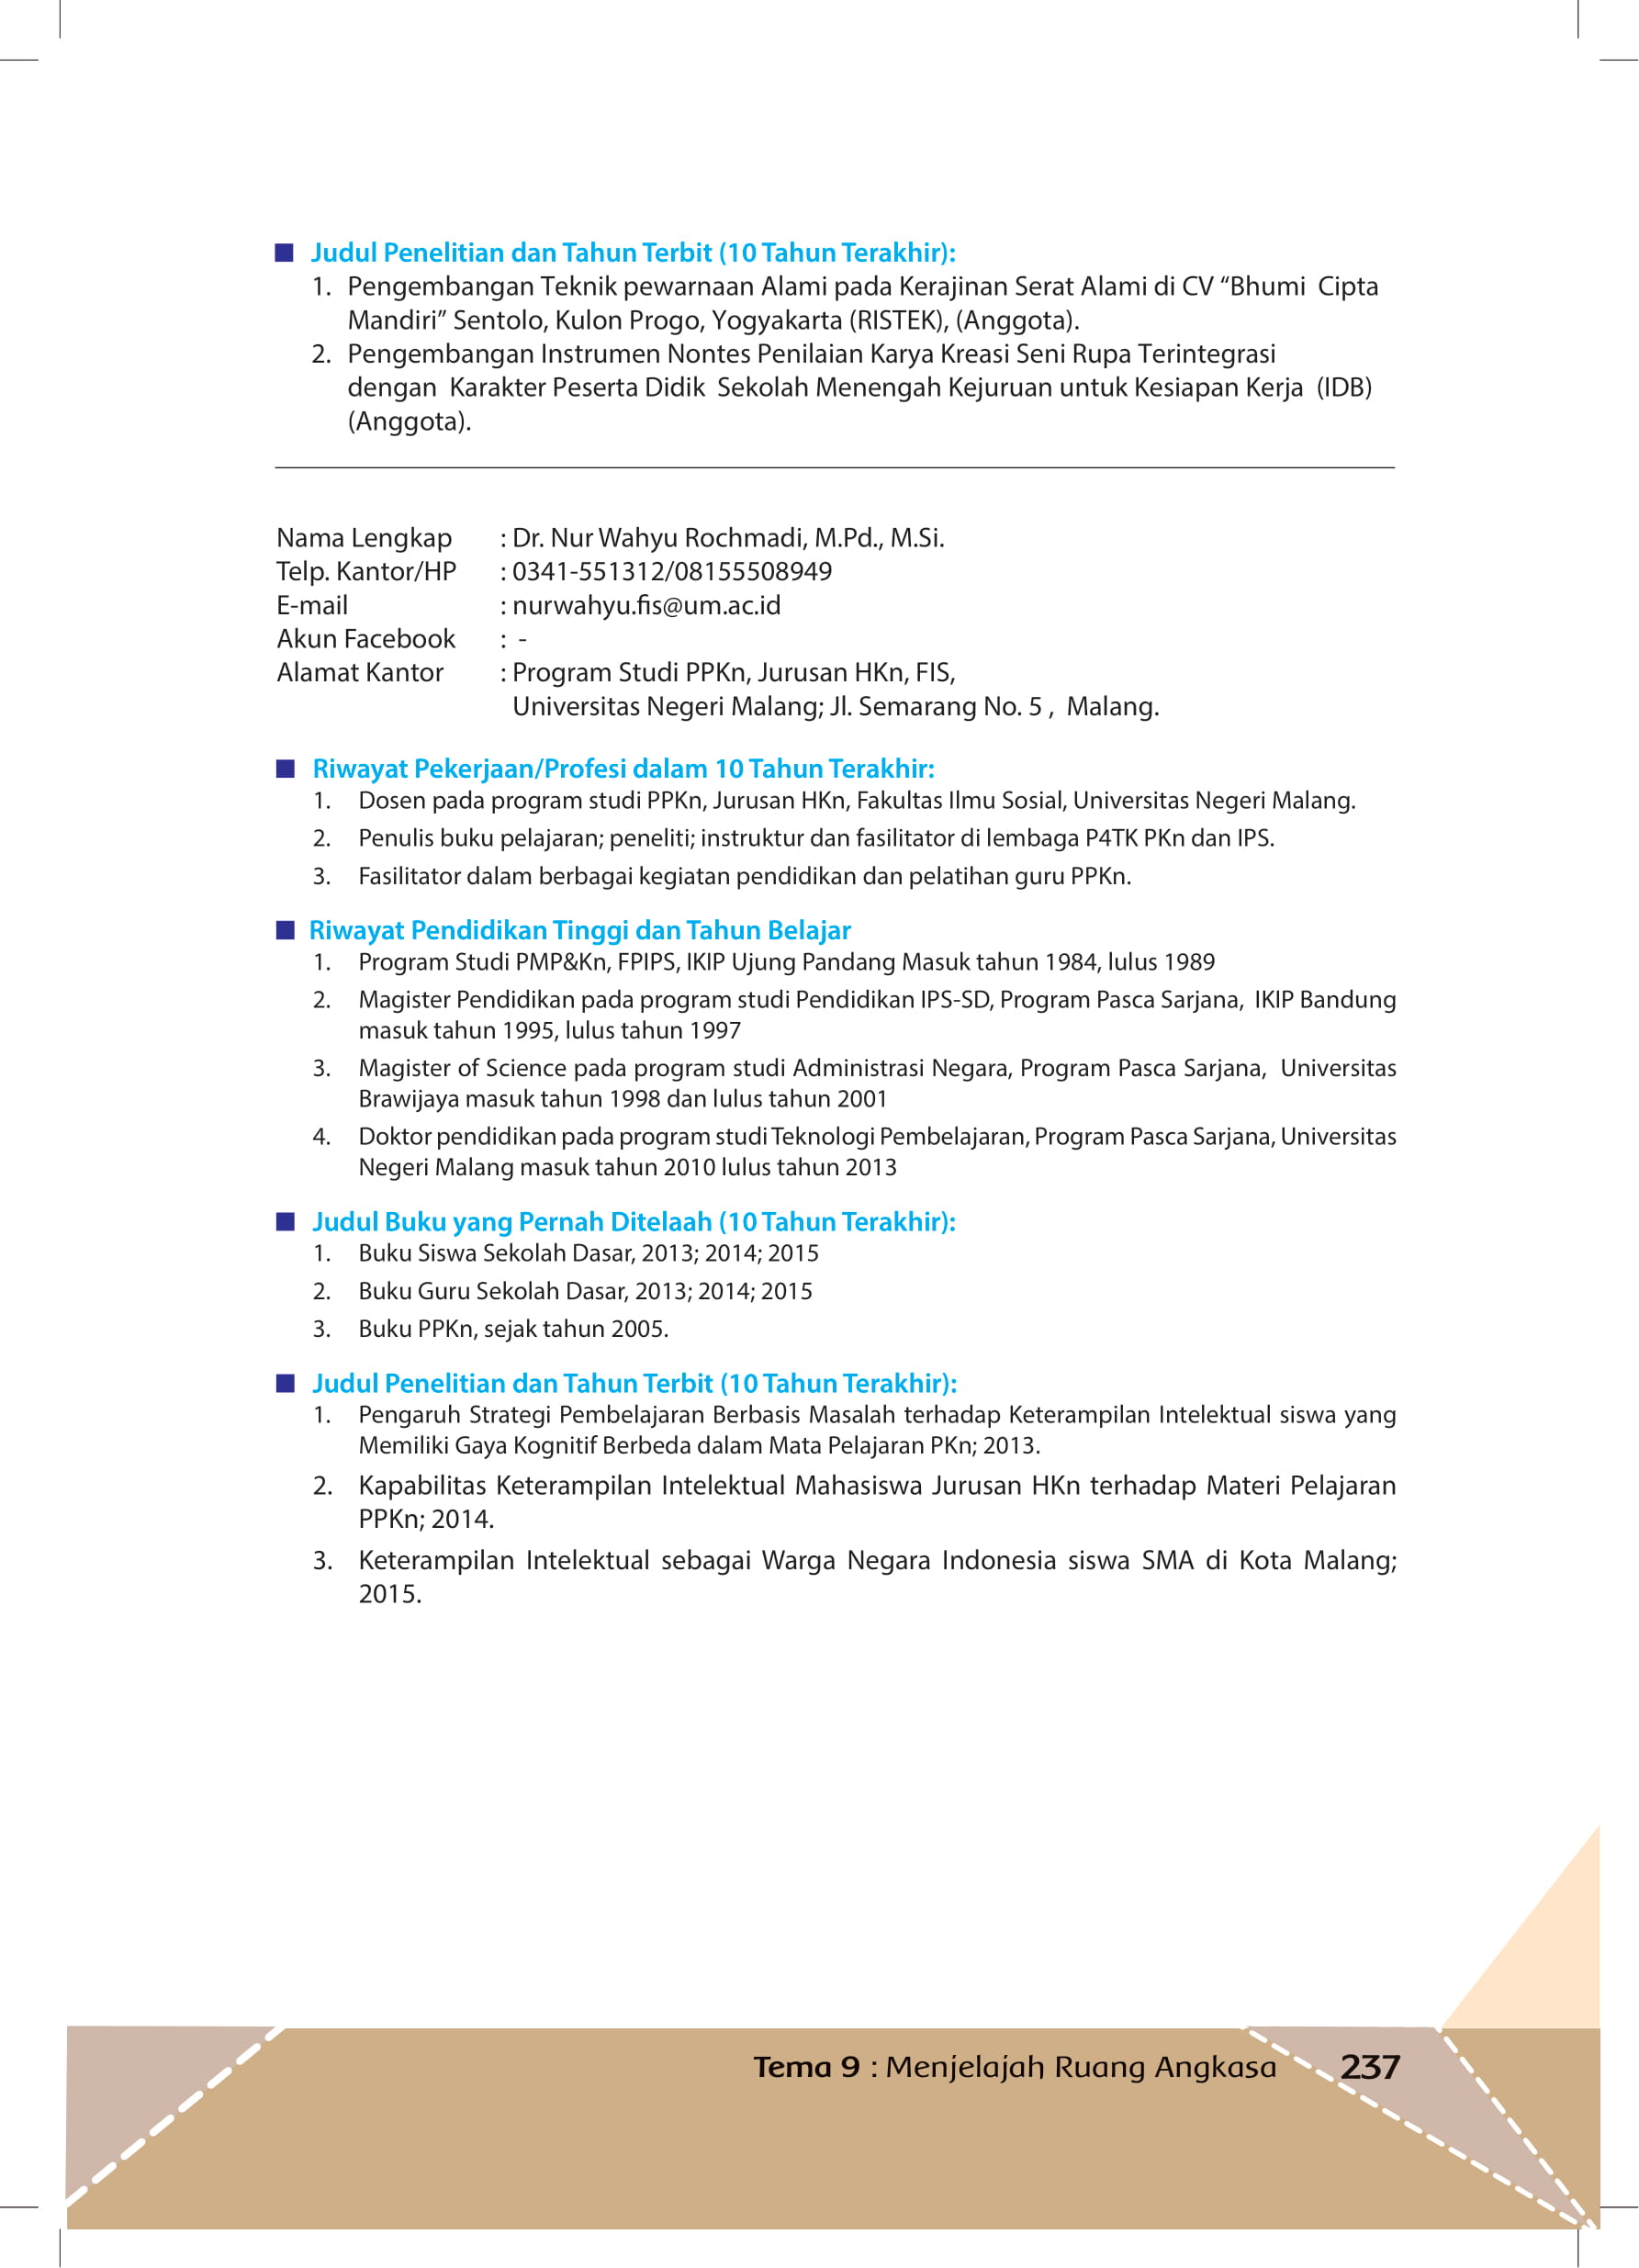 Judul Penelitian dan Tahun Terbit (10 Tahun Terakhir):
1. Pengembangan Teknik pewarnaan Alami pada Kerajinan Serat Alami di CV “Bhumi Cipta
Mandiri” Sentolo, Kulon Progo, Yogyakarta (RISTEK), (Anggota).
2. Pengembangan Instrumen Nontes Penilaian Karya Kreasi Seni Rupa Terintegrasi
dengan Karakter Peserta Didik Sekolah Menengah Kejuruan untuk Kesiapan Kerja (IDB)
(Anggota).
Nama Lengkap : Dr. Nur Wahyu Rochmadi, M.Pd., M.Si.
Telp. Kantor/HP : 0341-551312/08155508949
E-mail : nurwahyu.fis@um.ac.id
Akun Facebook : -
Alamat Kantor : Program Studi PPKn, Jurusan HKn, FIS,
Universitas Negeri Malang; Jl. Semarang No. 5 , Malang.
Riwayat Pekerjaan/Profesi dalam 10 Tahun Terakhir:
1. Dosen pada program studi PPKn, Jurusan HKn, Fakultas Ilmu Sosial, Universitas Negeri Malang.
2. Penulis buku pelajaran; peneliti; instruktur dan fasilitator di lembaga P4TK PKn dan IPS.
3. Fasilitator dalam berbagai kegiatan pendidikan dan pelatihan guru PPKn.
Riwayat Pendidikan Tinggi dan Tahun Belajar
1. Program Studi PMP&Kn, FPIPS, IKIP Ujung Pandang Masuk tahun 1984, lulus 1989
2. Magister Pendidikan pada program studi Pendidikan IPS-SD, Program Pasca Sarjana, IKIP Bandung
masuk tahun 1995, lulus tahun 1997
3. Magister of Science pada program studi Administrasi Negara, Program Pasca Sarjana, Universitas
Brawijaya masuk tahun 1998 dan lulus tahun 2001
4. Doktor pendidikan pada program studi Teknologi Pembelajaran, Program Pasca Sarjana, Universitas
Negeri Malang masuk tahun 2010 lulus tahun 2013
Judul Buku yang Pernah Ditelaah (10 Tahun Terakhir):
1. Buku Siswa Sekolah Dasar, 2013; 2014; 2015
2. Buku Guru Sekolah Dasar, 2013; 2014; 2015
3. Buku PPKn, sejak tahun 2005.
Judul Penelitian dan Tahun Terbit (10 Tahun Terakhir):
1. Pengaruh Strategi Pembelajaran Berbasis Masalah terhadap Keterampilan Intelektual siswa yang
Memiliki Gaya Kognitif Berbeda dalam Mata Pelajaran PKn; 2013.
2. Kapabilitas Keterampilan Intelektual Mahasiswa Jurusan HKn terhadap Materi Pelajaran
PPKn; 2014.
3. Keterampilan Intelektual sebagai Warga Negara Indonesia siswa SMA di Kota Malang;
2015.
Tema 9 : Menjelajah Ruang Angkasa 237